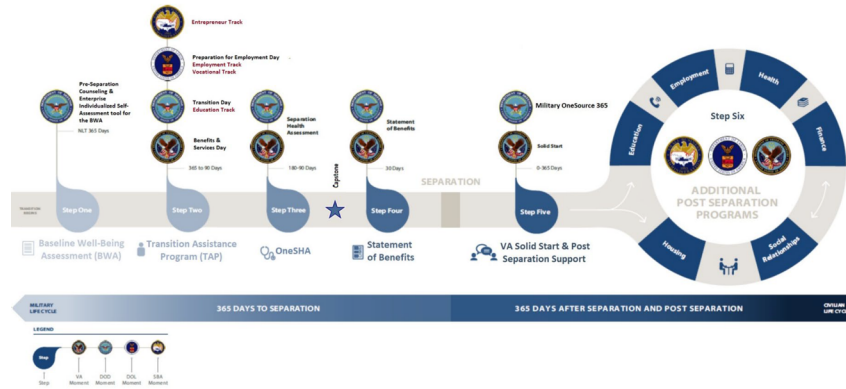 Entrepreneur Track
Preparation for Employment Day
Employment Track
Vocational Track
Pre-Separation
Counseling &
Enterprise
Individualized Self-
Assessment tool for
the BWA
NLT 365 Days
Transition Day
Education Track
Benefits &
Services Day
365 to 90 Days
Separation
Health
Assessment
180-90 Days
Capstone
Statement
of Benefits
30 Days
SEPARATION
Military OneSource 365
Solid Start
0-365 Days
Step One
Step Two
Step Three
Step Four
Step Five
Baseline Well-Being
Assessment (BWA)
Transition Assistance
Program (TAP)
OneSHA
Statement
of Benefits
VA Solid Start & Post
Separation Support
Education
Employment
Health
Finance
Social
Relationships
Housing
Step Six
ADDITIONAL
POST SEPARATION
PROGRAMS
MILITARY
LIFECYCLE
365 DAYS TO SEPARATION
365 DAYS AFTER SEPARATION AND POST SEPARATION
CIVILIAN
LIFECYCLE
LEGEND
Step
Step
VA
Moment
DOD
Moment
DOL
Moment
SBA
Moment